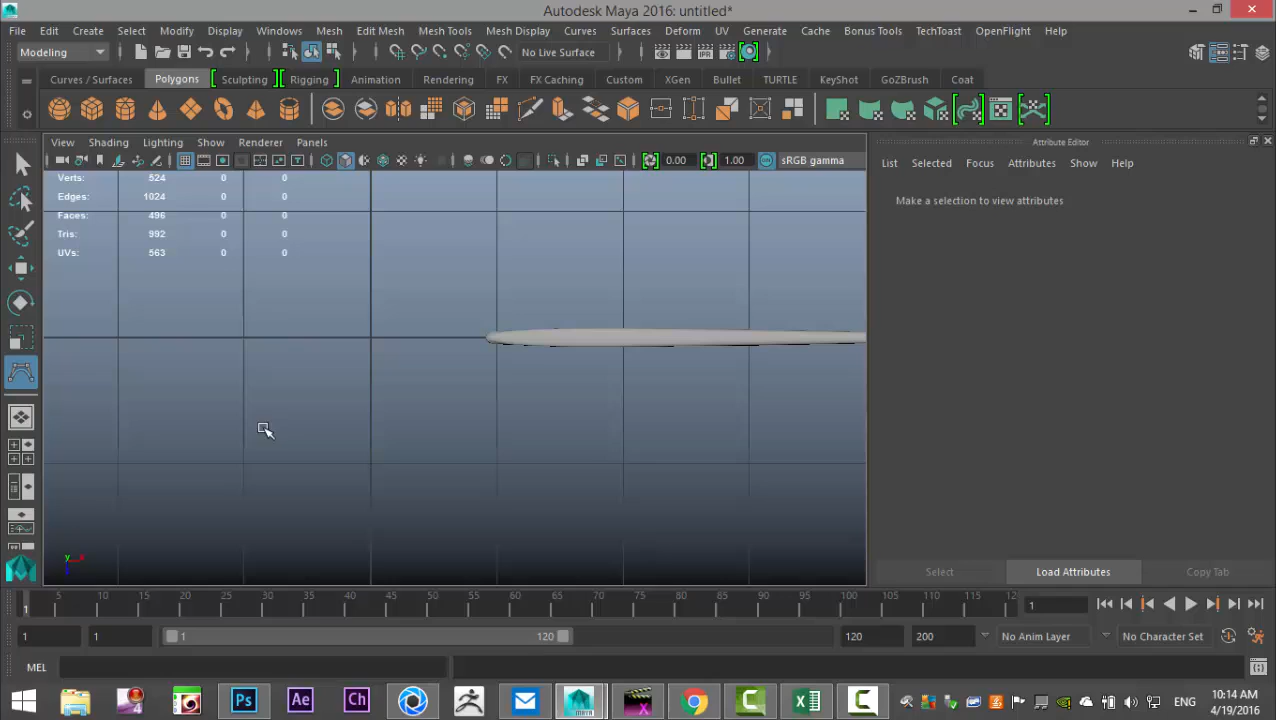 Autodesk Maya 2016: untitled*
File Edit Create Select Modify Display Windows Mesh Edit Mesh Mesh Tools Mesh Display Curves Surfaces Deform UV Generate Cache Bonus Tools TechToast OpenFlight Help
Modeling No Live Surface
Curves / Surfaces Polygons Sculpting Rigging Animation Rendering FX FX Caching Custom XGen Bullet TURTLE KeyShot GoZBrush Coat
View Shading Lighting Show Renderer Panels
Attribute Editor
0.00 1.00 sRGB gamma
List Selected Focus Attributes Show Help
Verts: 524 0 0
Edges: 1024 0 0
Faces: 496 0 0
Tris: 992 0 0
UVs: 563 0 0
Make a selection to view attributes
y x
Select Load Attributes Copy Tab
1 5 10 15 20 25 30 35 40 45 50 55 60 65 70 75 80 85 90 95 100 105 110 115 12 1
1 1 1 120 120 200 No Anim Layer No Character Set
MEL
Ps Ae Ch MAYA X ENG 10:14 AM
4/19/2016